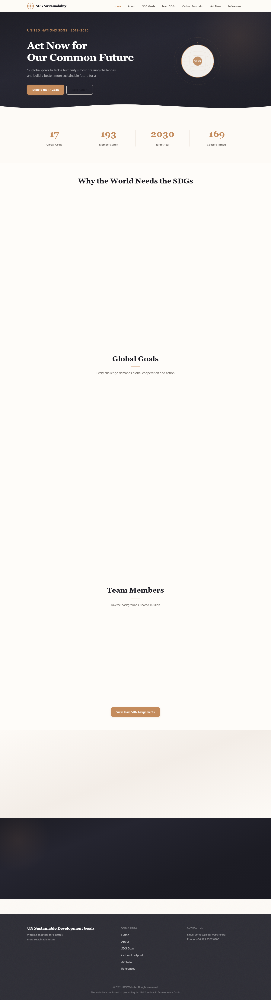 SDG Sustainability
Home
About
SDG Goals
Team SDGs
Carbon Footprint
Act Now
References
UNITED NATIONS SDGS · 2015–2030
Act Now for
Our Common Future
17 global goals to tackle humanity's most pressing challenges
and build a better, more sustainable future for all
SDG
Explore the 17 Goals
17
193
2030
169
Global Goals
Member States
Target Year
Specific Targets
Why the World Needs the SDGs
Global Goals
Every challenge demands global cooperation and action
Team Members
Diverse backgrounds, shared mission
View Team SDG Assignments
UN Sustainable Development Goals
Working together for a better,
more sustainable future
QUICK LINKS
Home
About
SDG Goals
Carbon Footprint
Act Now
References
CONTACT US
Email: contact@sdg-website.org
Phone: +86 123 4567 8900
© 2026 SDG Website. All rights reserved.
This website is dedicated to promoting the UN Sustainable Development Goals